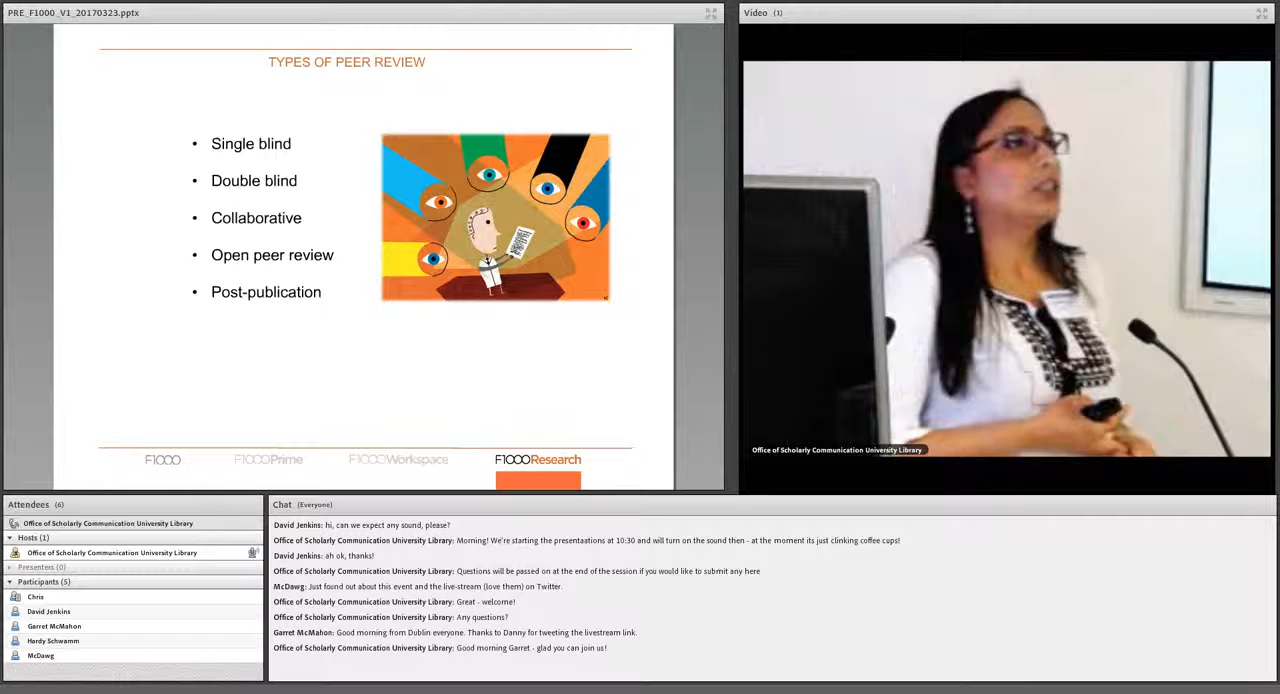 PRE_F1000_V1_20170323.pptx
TYPES OF PEER REVIEW
• Single blind
• Double blind
• Collaborative
• Open peer review
• Post-publication
F1000
F1000Prime
F1000Workspace
F1000Research
Video (1)
Office of Scholarly Communication University Library
Attendees (6)
Office of Scholarly Communication University Library
Hosts (1)
Office of Scholarly Communication University Library
Presenters (0)
Participants (5)
Chris
David Jenkins
Garret McMahon
Hardy Schwamm
McDawg
Chat (Everyone)
David Jenkins: hi, can we expect any sound, please?
Office of Scholarly Communication University Library: Morning! We're starting the presentaations at 10:30 and will turn on the sound then - at the moment its just clinking coffee cups!
David Jenkins: ah ok, thanks!
Office of Scholarly Communication University Library: Questions will be passed on at the end of the session if you would like to submit any here
McDawg: Just found out about this event and the live-stream (love them) on Twitter.
Office of Scholarly Communication University Library: Great - welcome!
Office of Scholarly Communication University Library: Any questions?
Garret McMahon: Good morning from Dublin everyone. Thanks to Danny for tweeting the livestream link.
Office of Scholarly Communication University Library: Good morning Garret - glad you can join us!